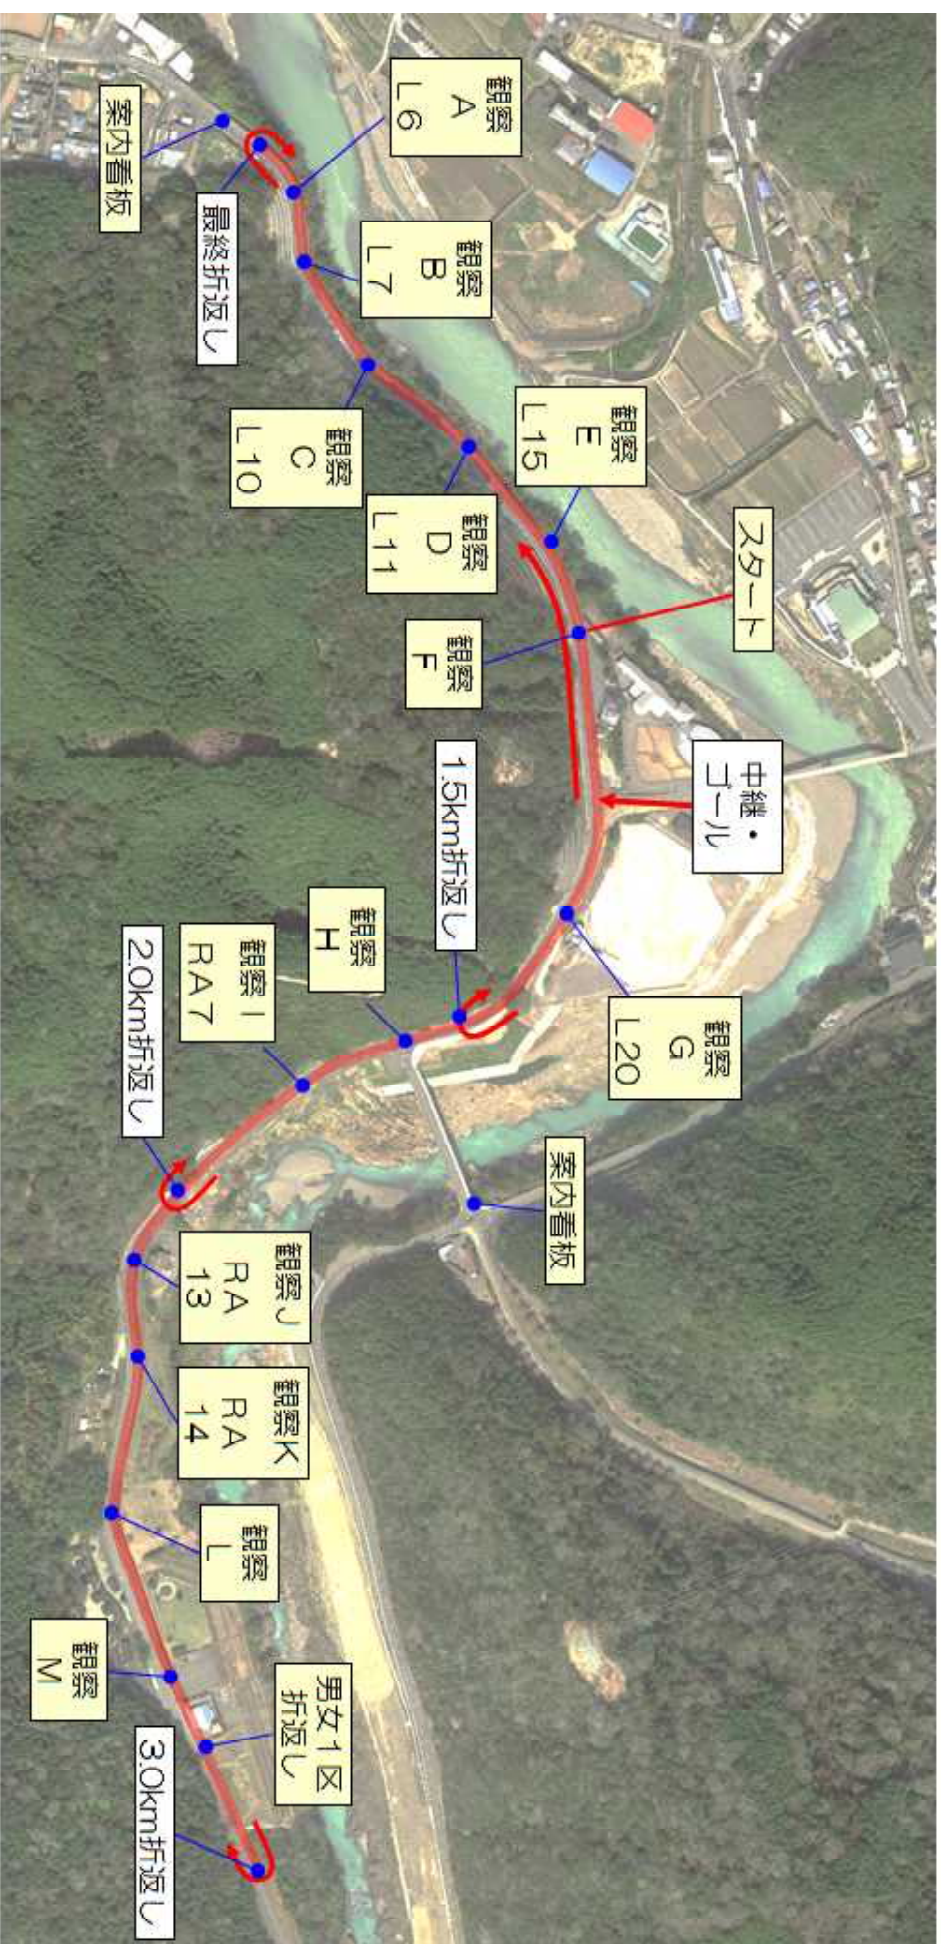 観察
A
L6
案内看板
最終折返し
観察
B
L7
観察
C
L10
観察
D
L11
観察
E
L15
スタート
観察
F
中継・
ゴール
1.5km折返し
観察
G
L20
観察
H
観察 I
RA7
2.0km折返し
案内看板
観察J
RA
13
観察K
RA
14
観察
L
観察
M
男女1区
折返し
3.0km折返し